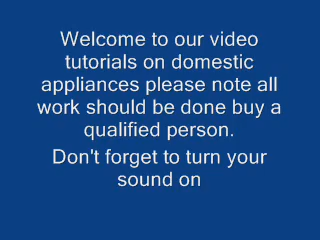 Welcome to our video
tutorials on domestic
appliances please note all
work should be done buy a
qualified person.
Don't forget to turn your
sound on